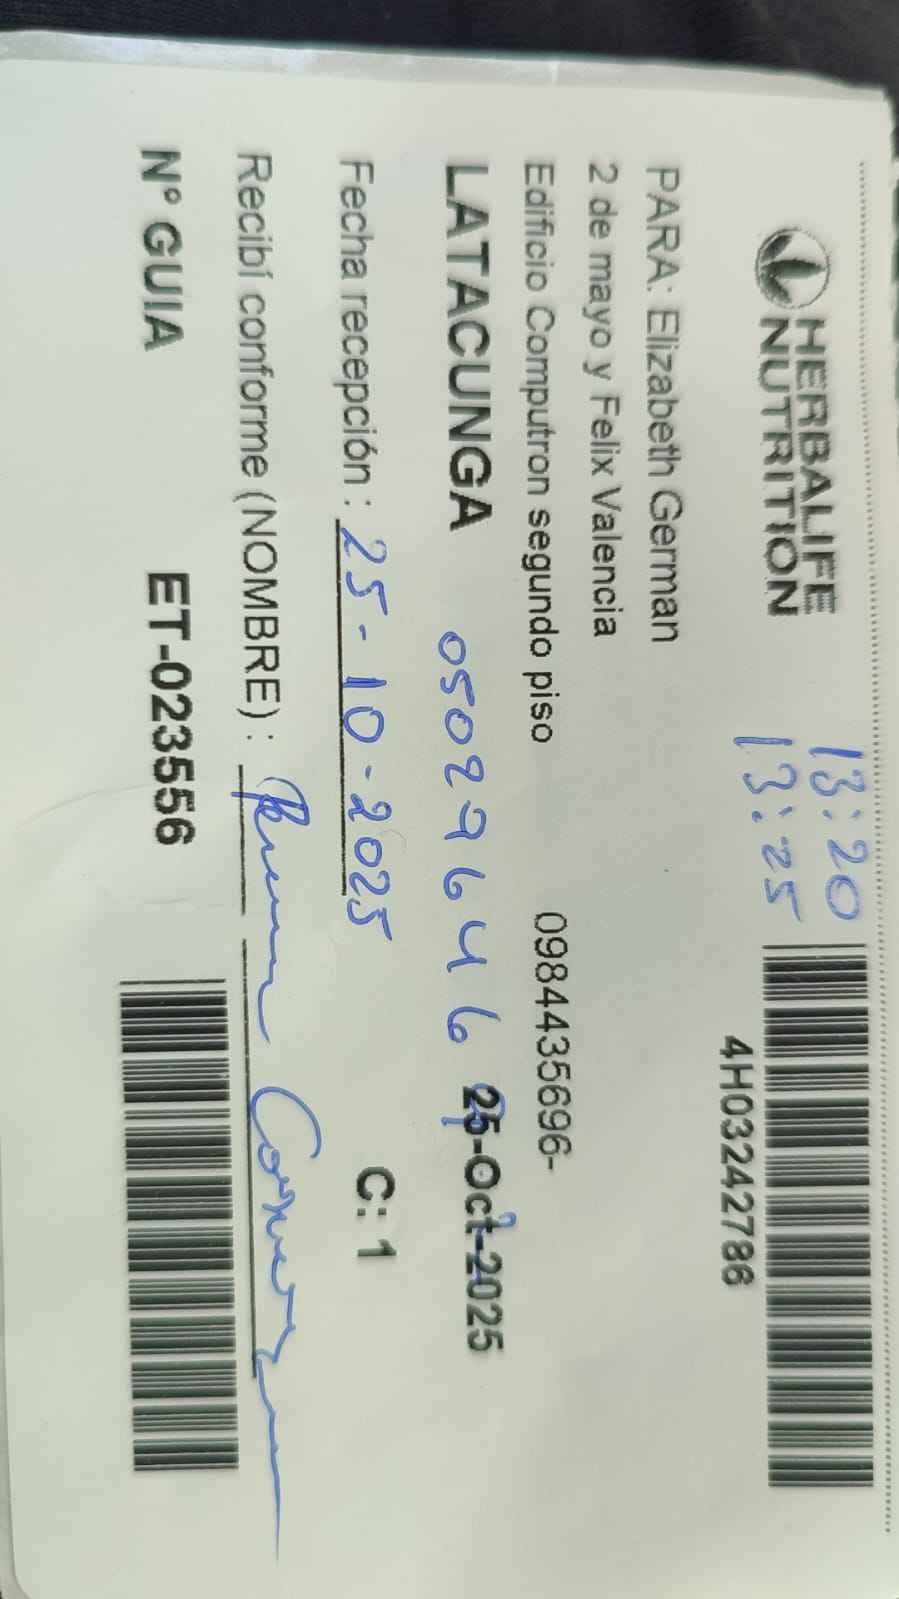 HERBALIFE
NUTRITION
13:20
13:25
4H03242786
PARA: Elizabeth German
2 de mayo y Felix Valencia
Edificio Computron segundo piso 0984435696-
LATACUNGA 0502976446 25-Oct-2025
Fecha recepción : 25-10-2025 C: 1
Recibí conforme (NOMBRE) :
Nº GUIA ET-023556